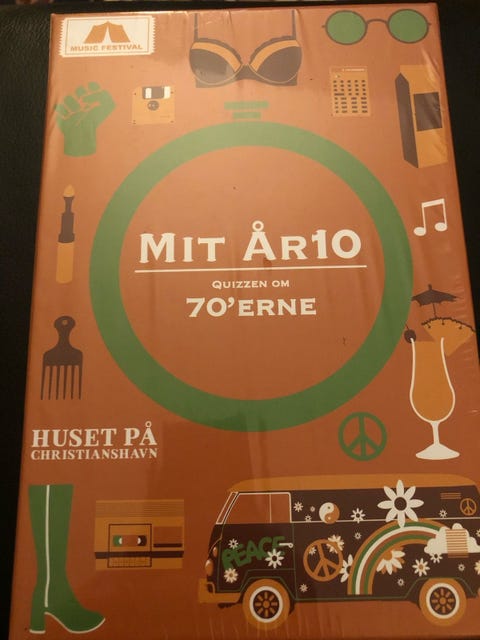 MUSIC FESTIVAL
MIT ÅR10
QUIZZEN OM
70'ERNE
HUSET PÅ
CHRISTIANSHAVN
PEACE